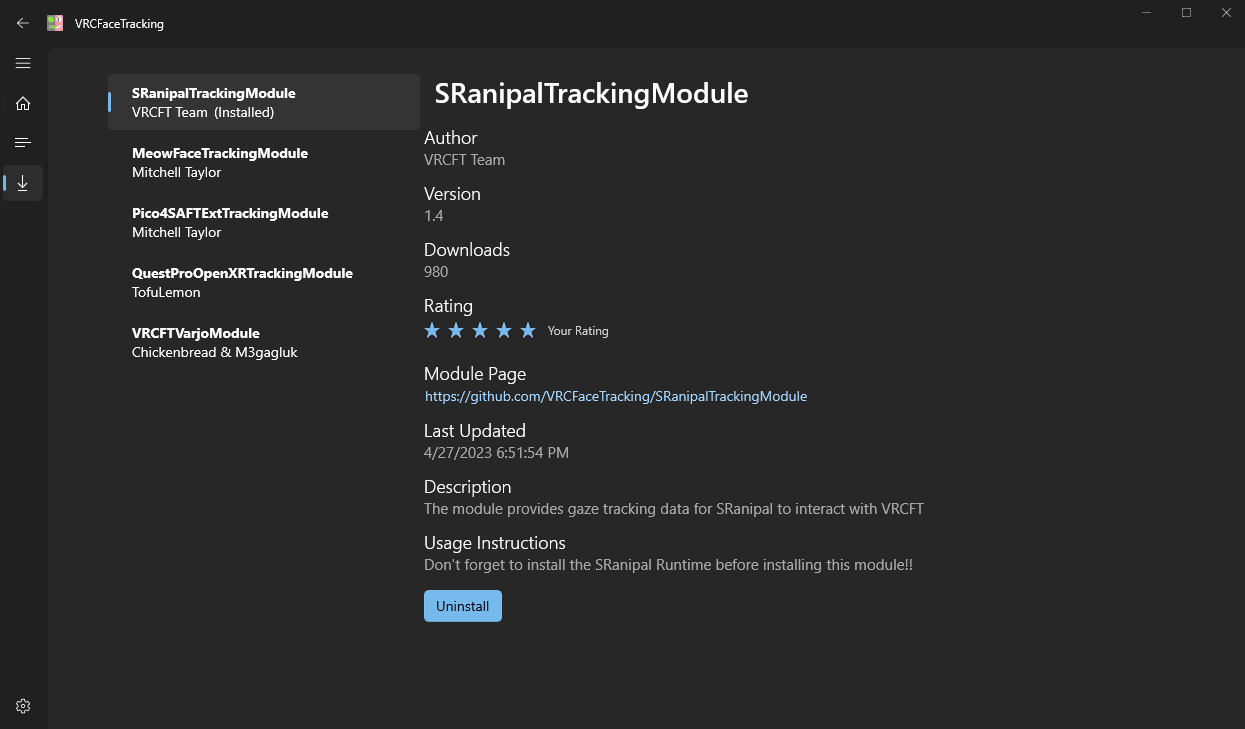 VRCFaceTracking
SRanipalTrackingModule
VRCFT Team (Installed)
MeowFaceTrackingModule
Mitchell Taylor
Pico4SAFTExtTrackingModule
Mitchell Taylor
QuestProOpenXRTrackingModule
TofuLemon
VRCFTVarjoModule
Chickenbread & M3gagluk
SRanipalTrackingModule
Author
VRCFT Team
Version
1.4
Downloads
980
Rating
Your Rating
Module Page
https://github.com/VRCFaceTracking/SRanipalTrackingModule
Last Updated
4/27/2023 6:51:54 PM
Description
The module provides gaze tracking data for SRanipal to interact with VRCFT
Usage Instructions
Don't forget to install the SRanipal Runtime before installing this module!!
Uninstall